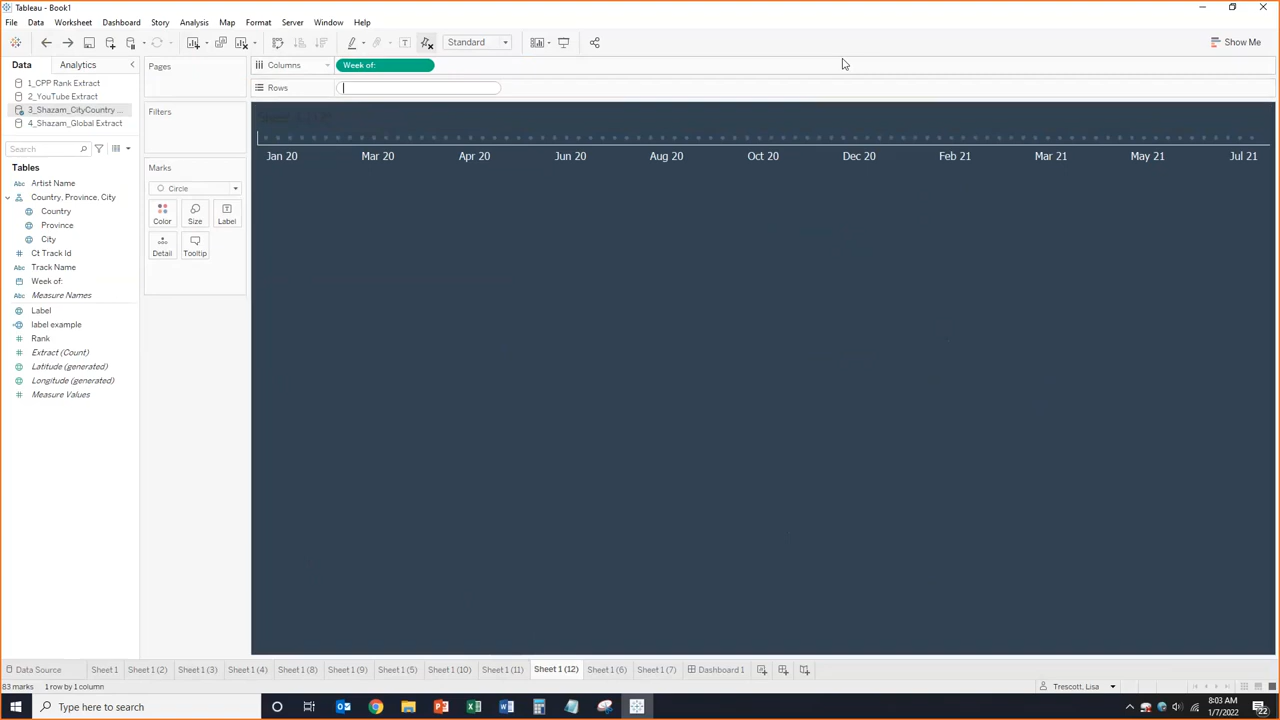 Tableau - Book1
File Data Worksheet Dashboard Story Analysis Map Format Server Window Help
Standard
Show Me
Data Analytics
Pages
Columns
Week of:
Rows
1_CPP Rank Extract
2_YouTube Extract
3_Shazam_CityCountry ...
4_Shazam_Global Extract
Filters
Search
Tables
Abc Artist Name
Country, Province, City
Country
Province
City
Ct Track Id
Abc Track Name
Week of:
Abc Measure Names
Label
label example
Rank
Extract (Count)
Latitude (generated)
Longitude (generated)
Measure Values
Marks
Circle
Color Size Label
Detail Tooltip
Sheet 1 (12)
Jan 20 Mar 20 Apr 20 Jun 20 Aug 20 Oct 20 Dec 20 Feb 21 Mar 21 May 21 Jul 21
Data Source Sheet 1 Sheet 1 (2) Sheet 1 (3) Sheet 1 (4) Sheet 1 (8) Sheet 1 (9) Sheet 1 (5) Sheet 1 (10) Sheet 1 (11) Sheet 1 (12) Sheet 1 (6) Sheet 1 (7) Dashboard 1
83 marks 1 row by 1 column
Trescott, Lisa
Type here to search
8:03 AM
1/7/2022
22